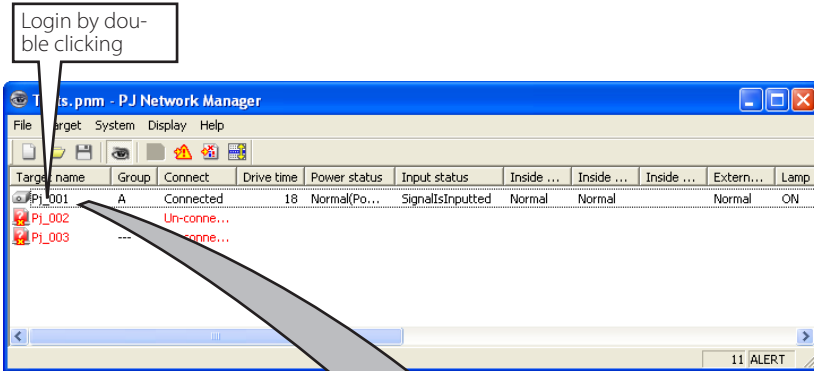 Login by dou-
ble clicking
ts.pnm - PJ Network Manager
File Target System Display Help
Target name Group Connect Drive time Power status Input status Inside ... Inside ... Inside ... Extern... Lamp
Pj_001 A Connected 18 Normal(Po... SignalIsInputted Normal Normal Normal ON
Pj_002 Un-conne...
Pj_003 --- conne...
11 ALERT